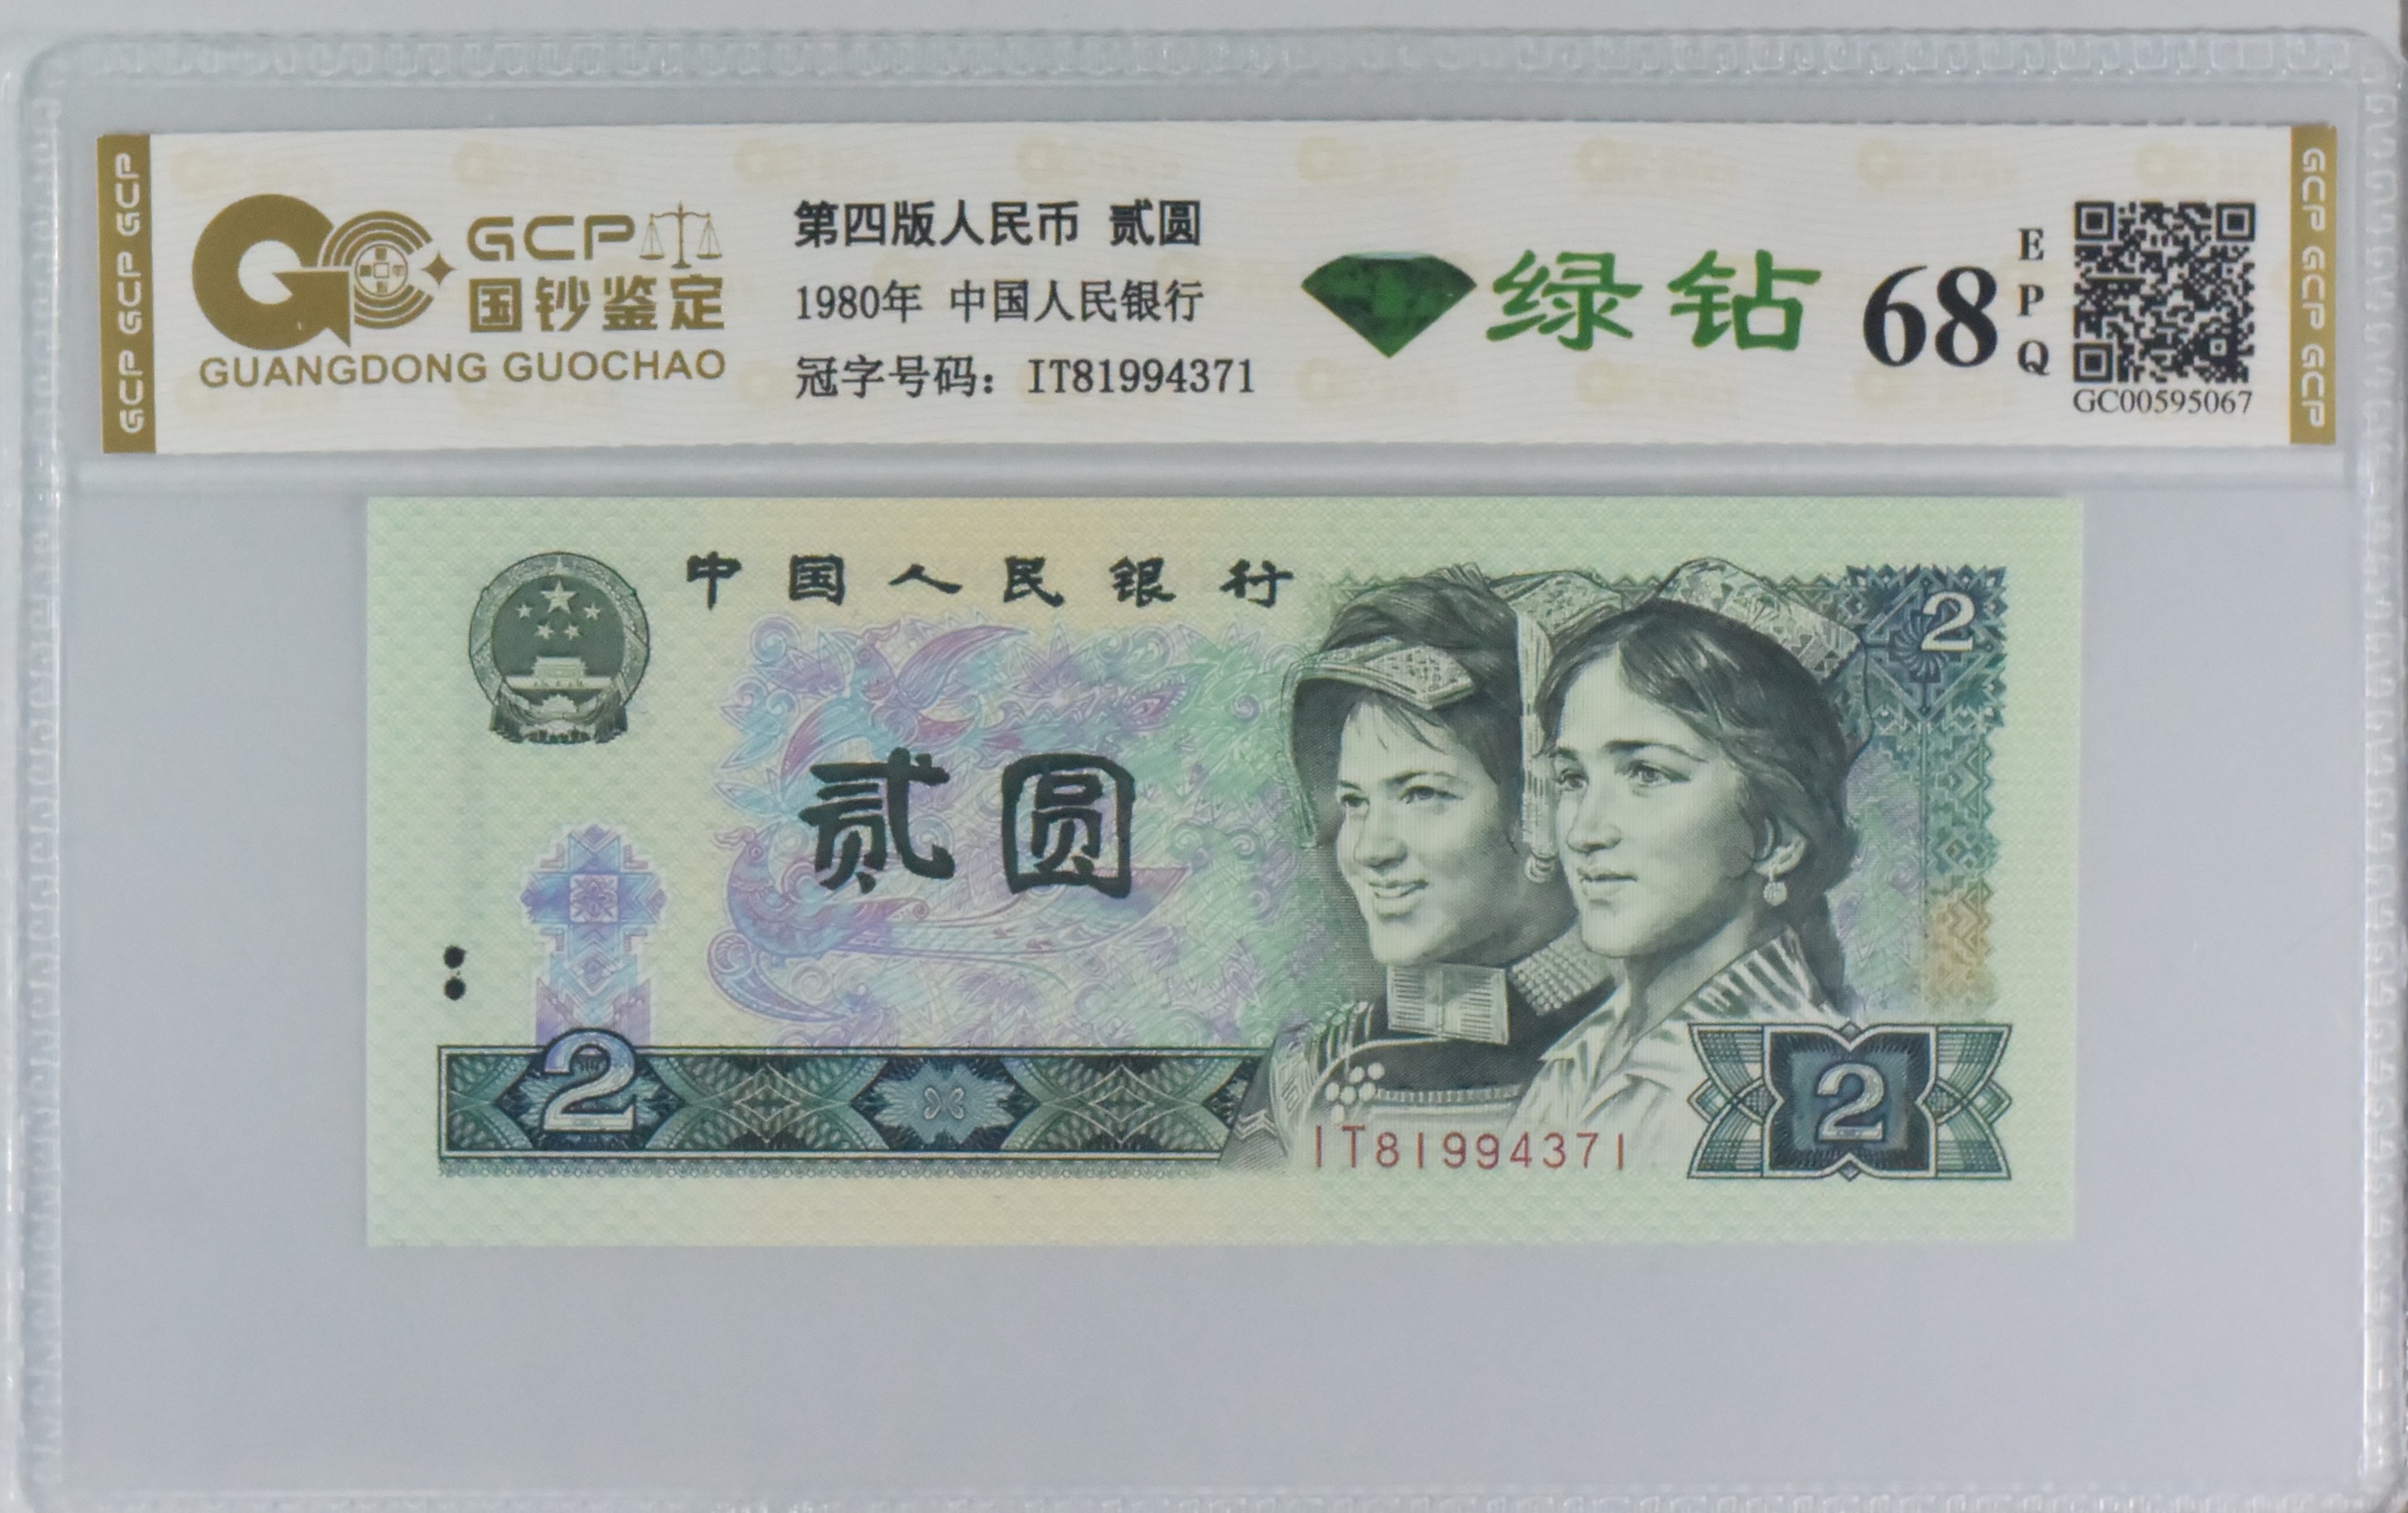 GCP GCP GCP
GCP
国钞鉴定
GUANGDONG GUOCHAO
第四版人民币 贰圆
1980年 中国人民银行
冠字号码：IT81994371
绿钻
68
EPQ
GC00595067
GCP GCP GCP
中国人民银行
2
贰圆
2
IT81994371
2